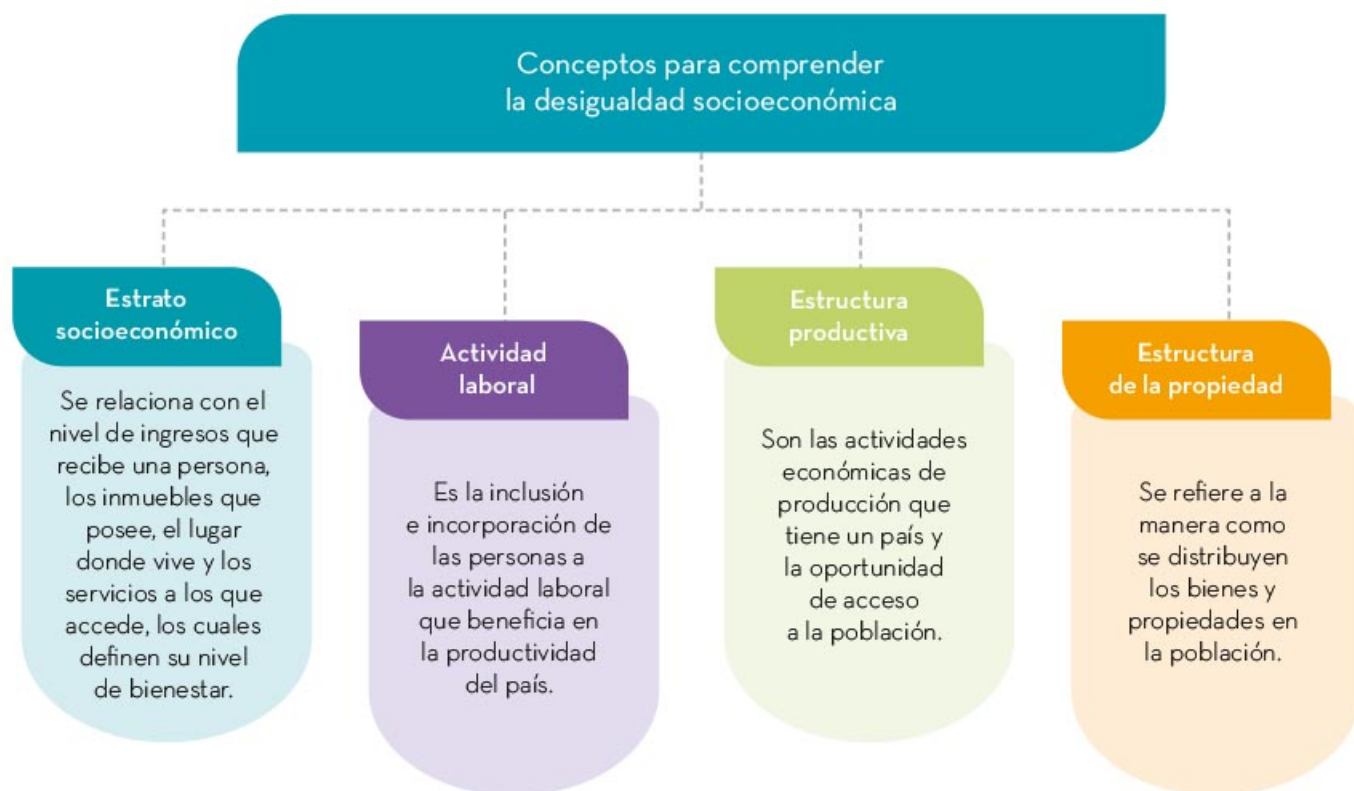 Conceptos para comprender
la desigualdad socioeconómica
Estrato
socioeconómico
Se relaciona con el
nivel de ingresos que
recibe una persona,
los inmuebles que
posee, el lugar
donde vive y los
servicios a los que
accede, los cuales
definen su nivel
de bienestar.
Actividad
laboral
Es la inclusión
e incorporación de
las personas a
la actividad laboral
que beneficia en
la productividad
del país.
Estructura
productiva
Son las actividades
económicas de
producción que
tiene un país y
la oportunidad
de acceso
a la población.
Estructura
de la propiedad
Se refiere a la
manera como
se distribuyen
los bienes y
propiedades en
la población.